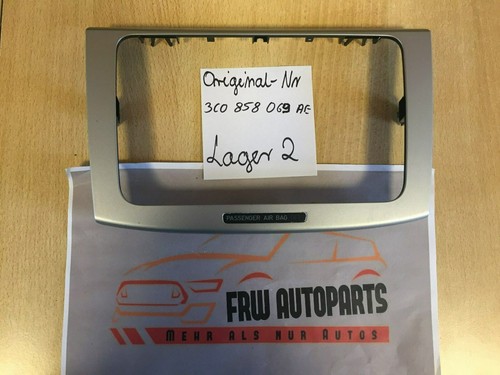 Original-Nr
3C0 858 069 AE
Lager 2
PASSENGER AIR BAG
FRW AUTOPARTS
MEHR ALS NUR AUTOS